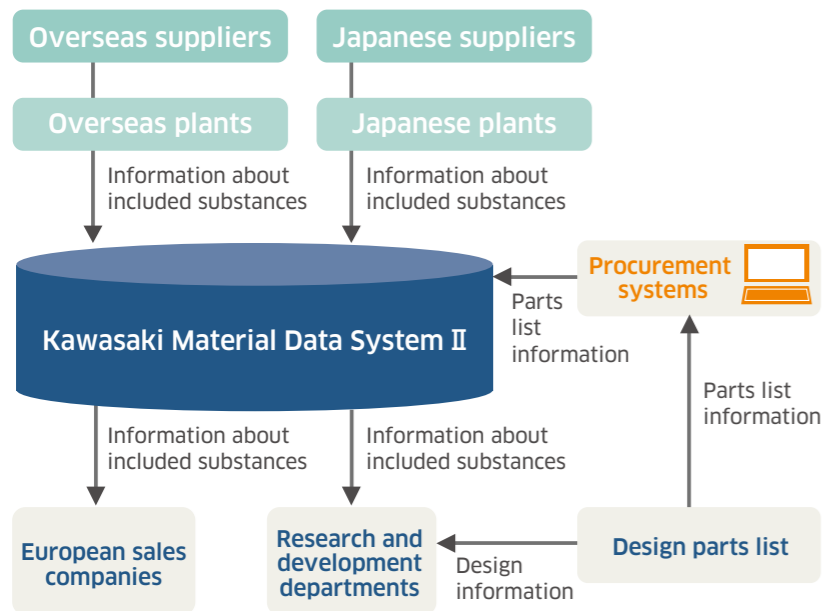 Overseas suppliers
Japanese suppliers
Overseas plants
Japanese plants
Information about
included substances
Information about
included substances
Procurement
systems
Parts
list
information
Kawasaki Material Data System Ⅱ
Parts list
information
Information about
included substances
Information about
included substances
European sales
companies
Research and
development
departments
Design
information
Design parts list